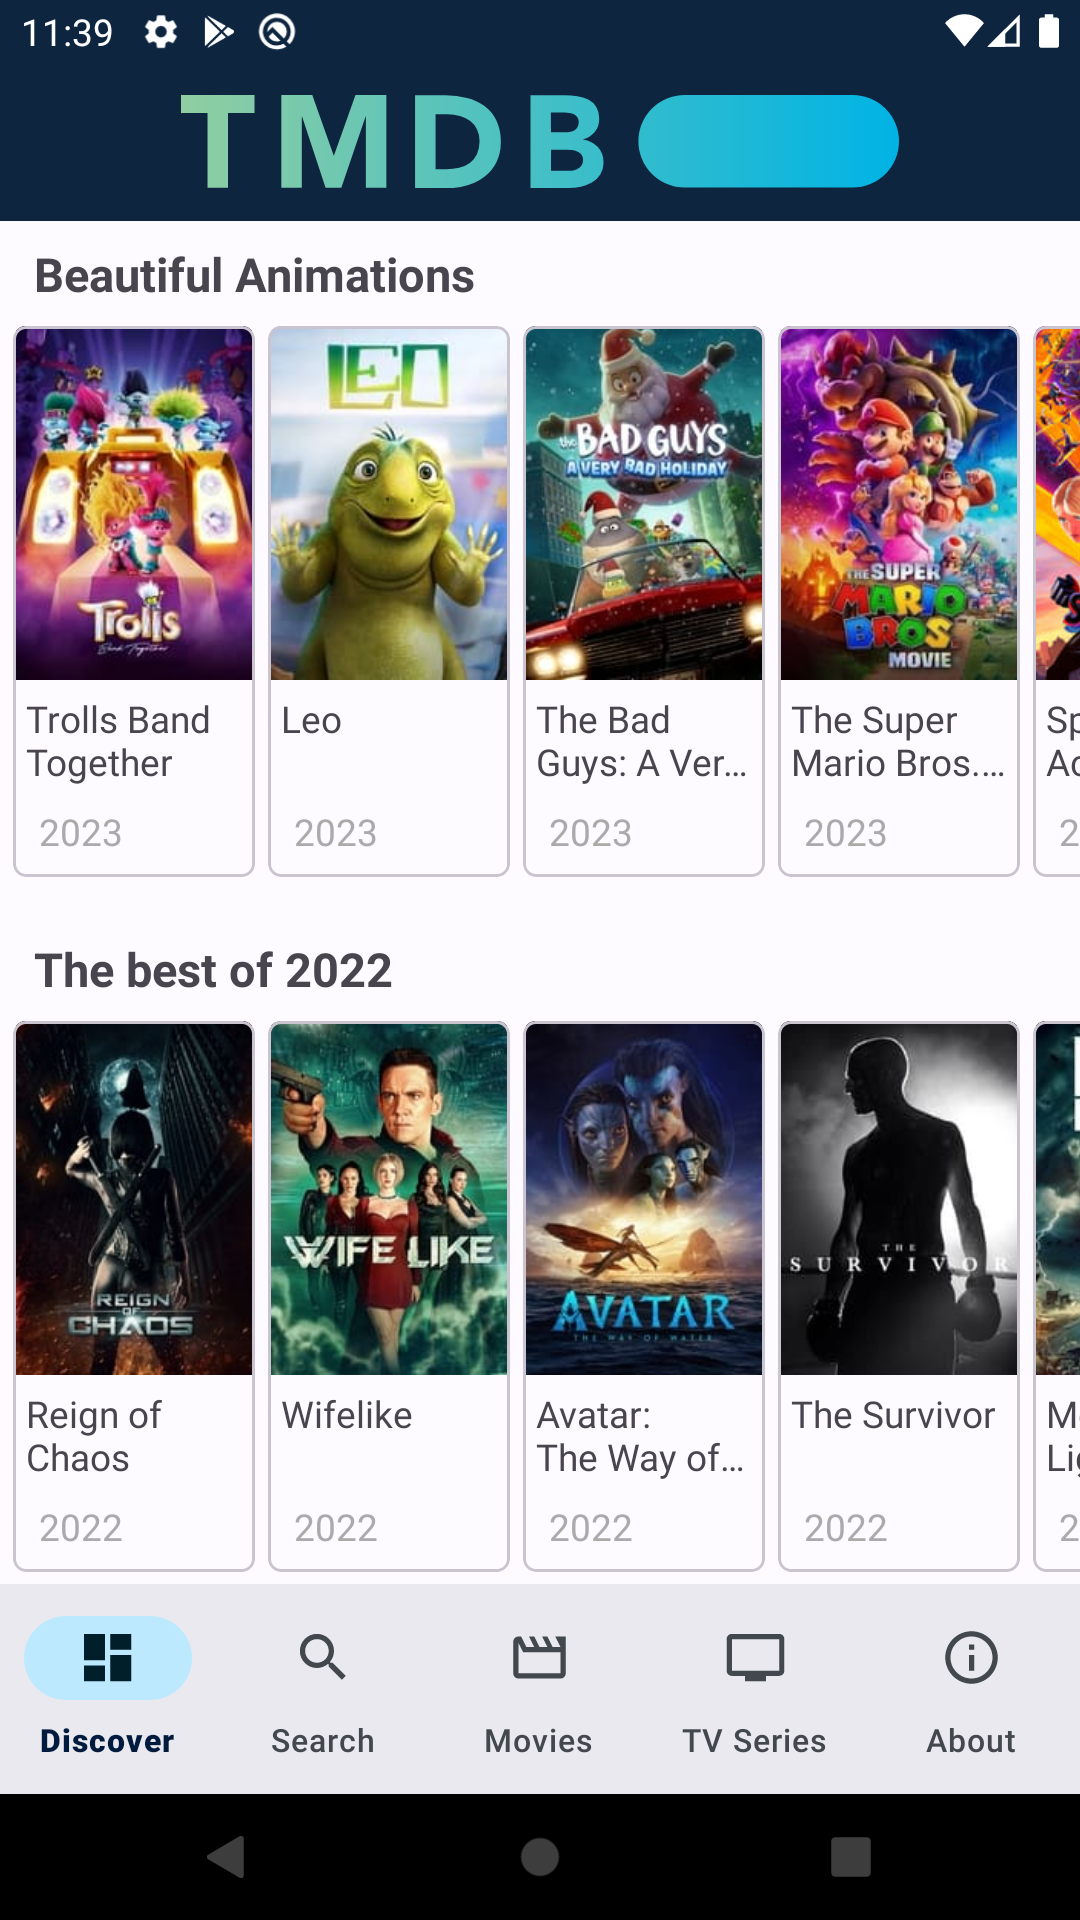 11:39
TMDB
Beautiful Animations
LEO
the BAD GUYS
A VERY BAD HOLIDAY
THE SUPER
MARIO
BROS.
MOVIE
Trolls
Band Together
Trolls Band
Together
Leo
The Bad
Guys: A Ver...
The Super
Mario Bros....
Sp
Ac
2023
2023
2023
2023
2
The best of 2022
REIGN
OF
CHAOS
WIFE LIKE
AVATAR
THE WAY OF WATER
THE
SURVIVOR
Reign of
Chaos
Wifelike
Avatar:
The Way of...
The Survivor
Mo
Lig
2022
2022
2022
2022
2
Discover
Search
Movies
TV Series
About